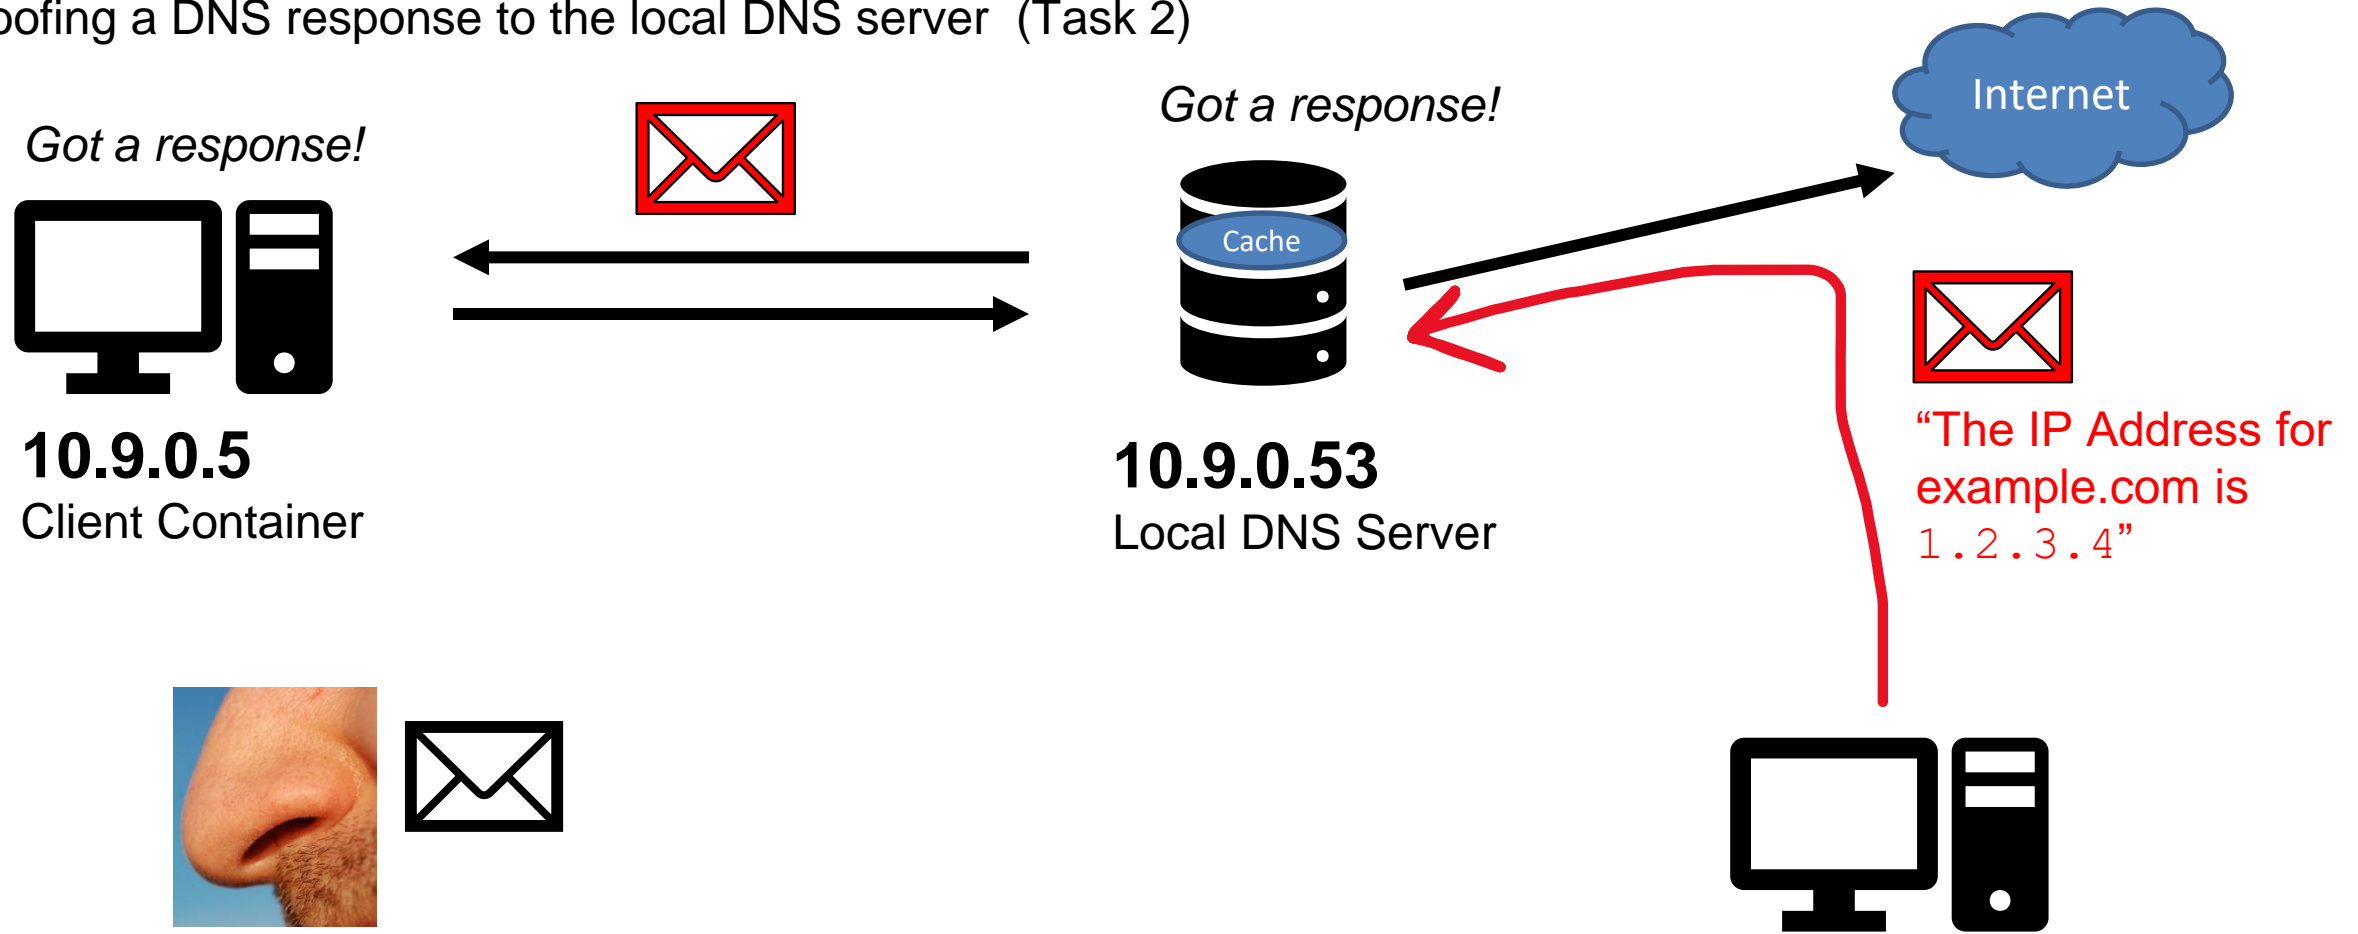 oofing a DNS response to the local DNS server (Task 2)
Got a response!
Got a response!
Internet
Cache
10.9.0.5
Client Container
10.9.0.53
Local DNS Server
“The IP Address for
example.com is
1.2.3.4”